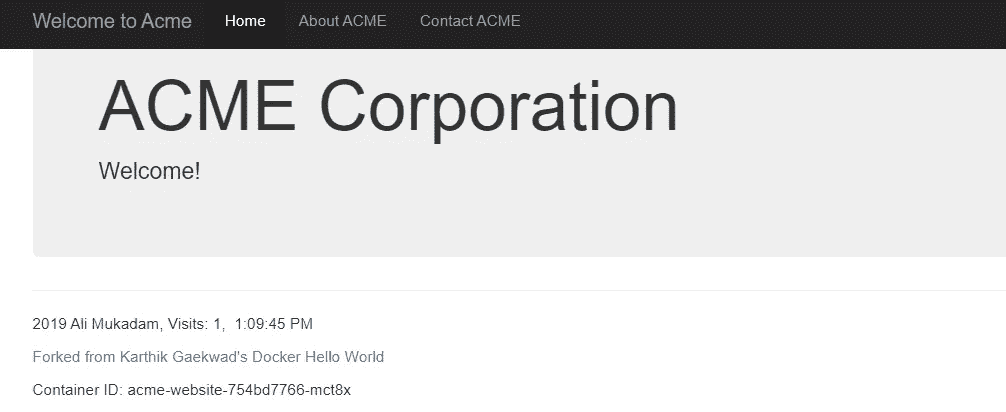 Welcome to Acme Home About ACME Contact ACME
ACME Corporation
Welcome!
2019 Ali Mukadam, Visits: 1, 1:09:45 PM
Forked from Karthik Gaekwad's Docker Hello World
Container ID: acme-website-754bd7766-mct8x